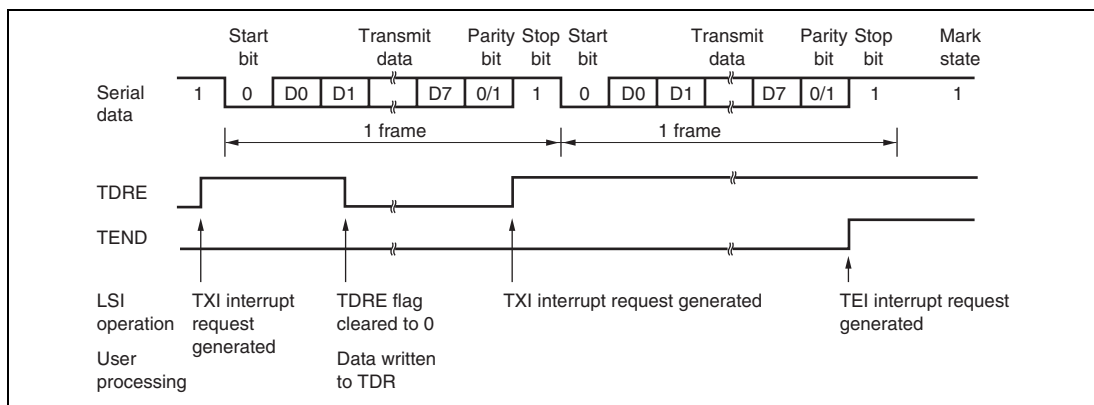 Start bit
Transmit data
Parity bit
Stop bit
Start bit
Transmit data
Parity bit
Stop bit
Mark state
Serial data
1 0 D0 D1 D7 0/1 1 0 D0 D1 D7 0/1 1 1
1 frame
1 frame
TDRE
TEND
LSI operation
TXI interrupt request generated
TDRE flag cleared to 0
TXI interrupt request generated
TEI interrupt request generated
User processing
Data written to TDR